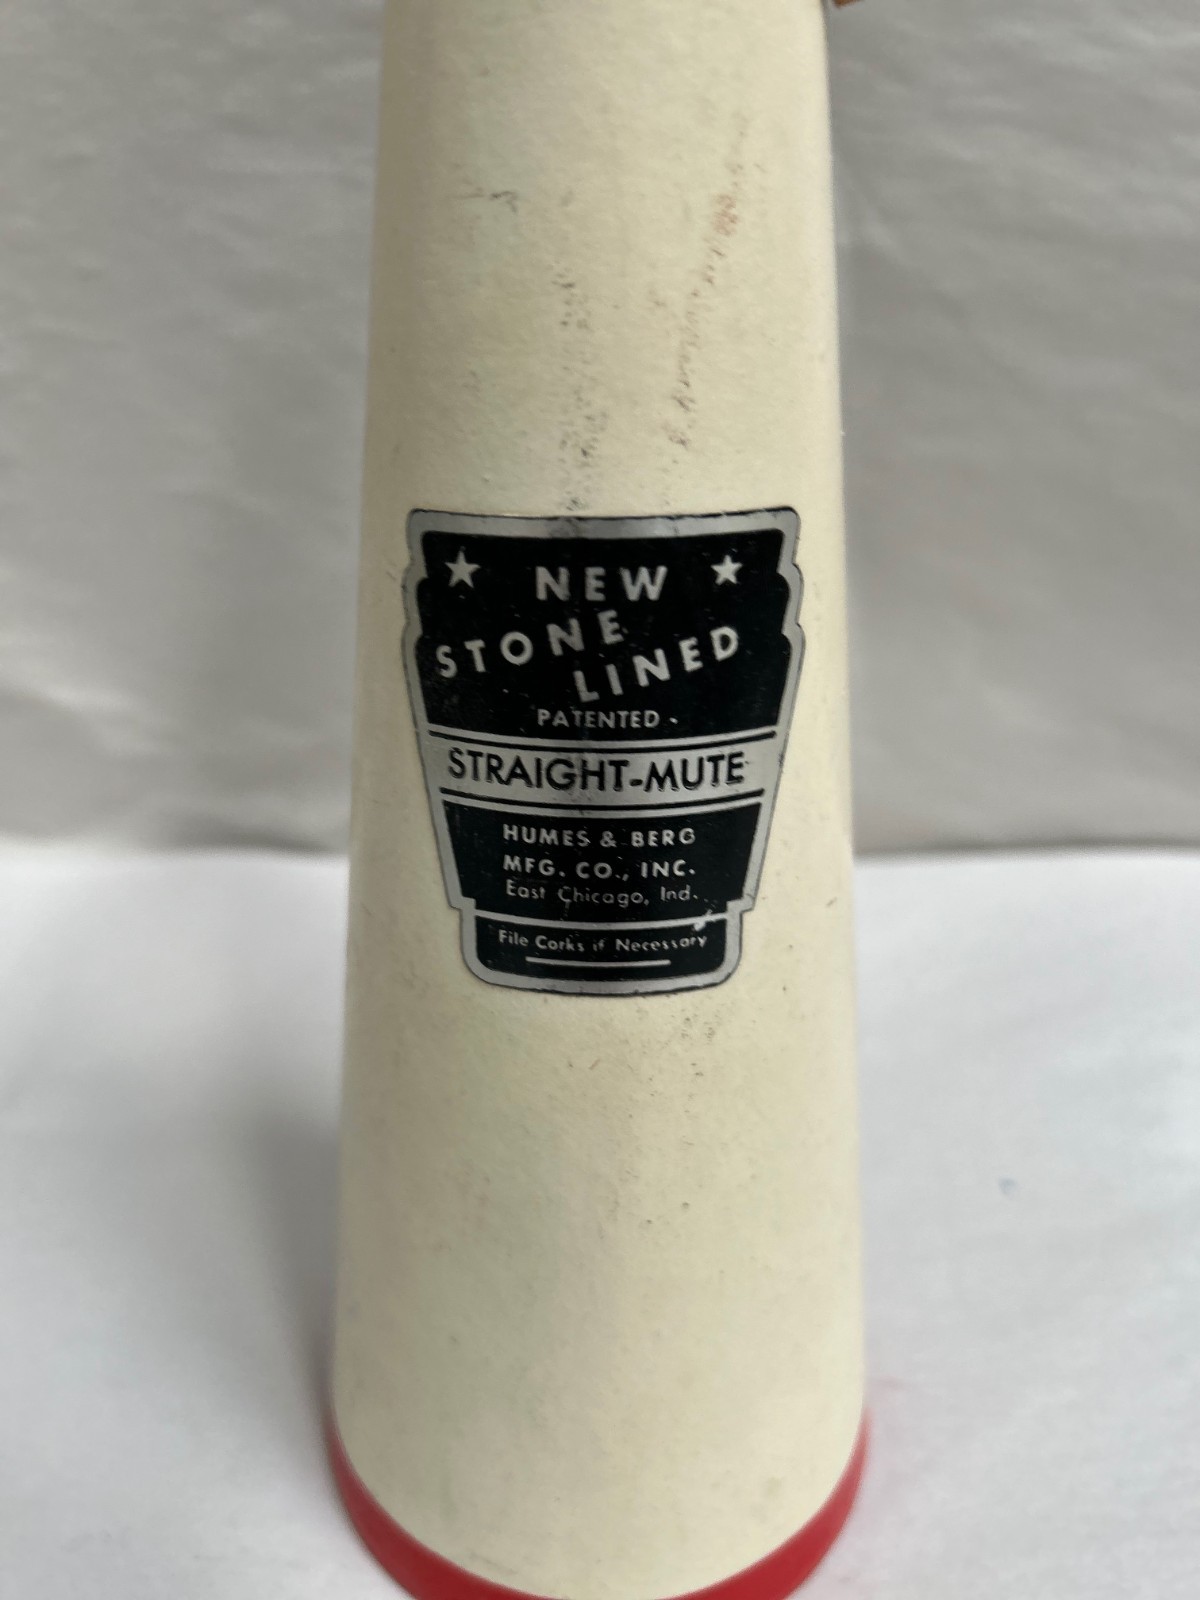 NEW
STONE
LINED
PATENTED
STRAIGHT-MUTE
HUMES & BERG
MFG. CO., INC.
East Chicago, Ind.
File Corks if Necessary